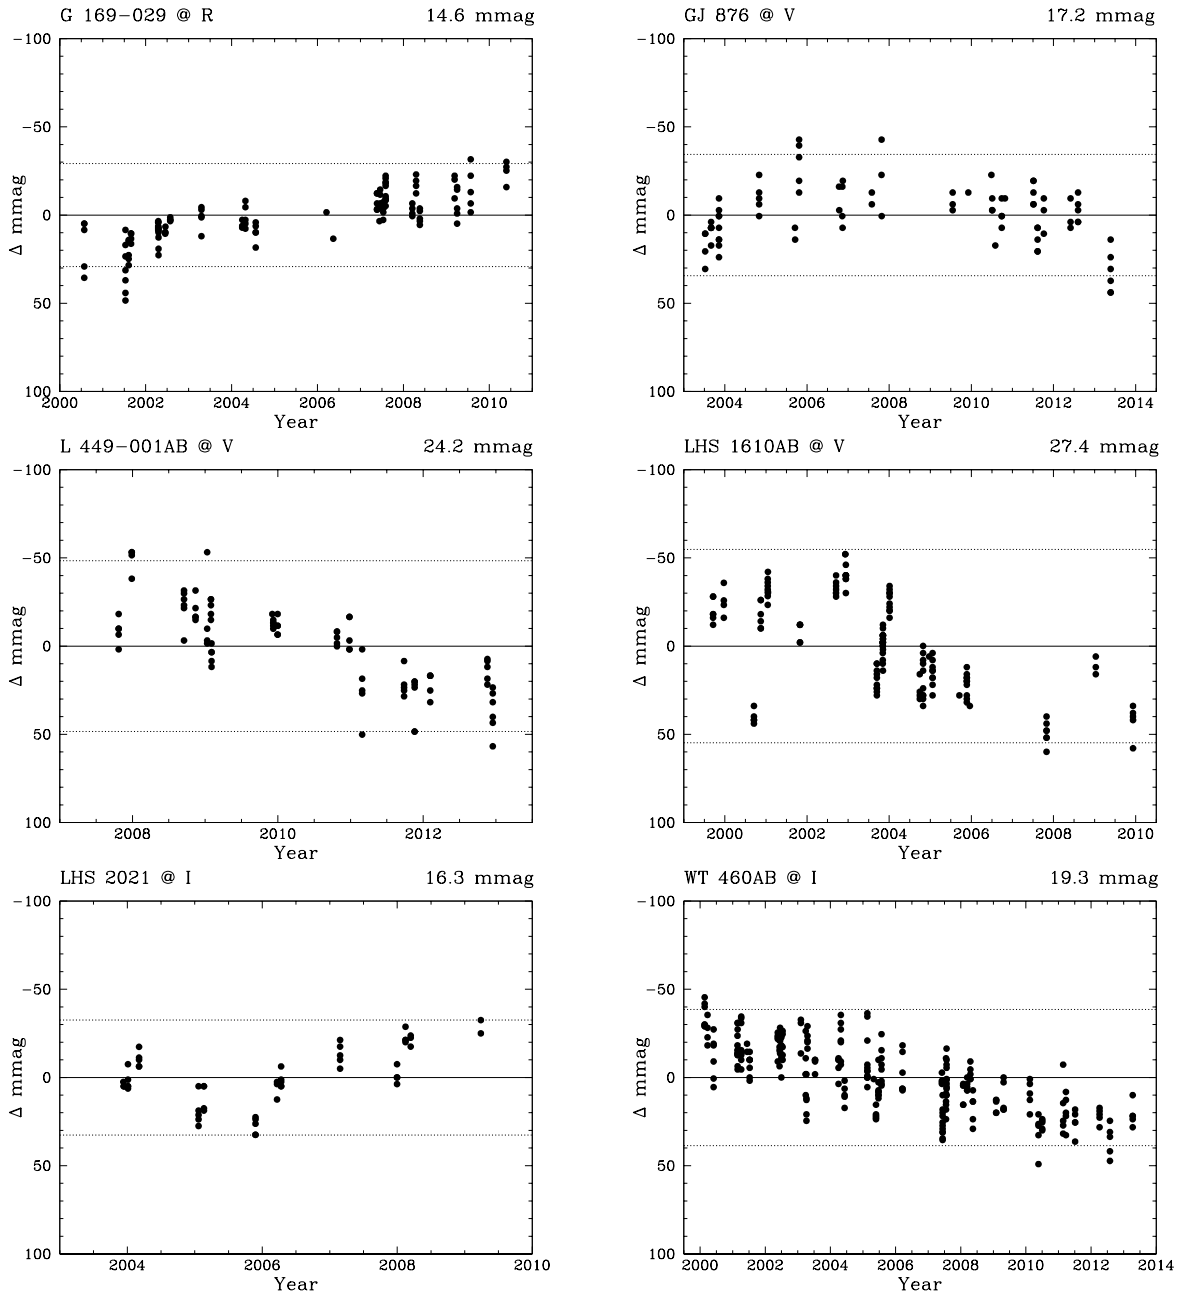 G 169−029 @ R 14.6 mmag
−100
−50
0
50
100
Δ mmag
2000 2002 2004 2006 2008 2010
Year
GJ 876 @ V 17.2 mmag
−100
−50
0
50
100
Δ mmag
2004 2006 2008 2010 2012 2014
Year
L 449−001AB @ V 24.2 mmag
−100
−50
0
50
100
Δ mmag
2008 2010 2012
Year
LHS 1610AB @ V 27.4 mmag
−100
−50
0
50
100
Δ mmag
2000 2002 2004 2006 2008 2010
Year
LHS 2021 @ I 16.3 mmag
−100
−50
0
50
100
Δ mmag
2004 2006 2008 2010
Year
WT 460AB @ I 19.3 mmag
−100
−50
0
50
100
Δ mmag
2000 2002 2004 2006 2008 2010 2012 2014
Year